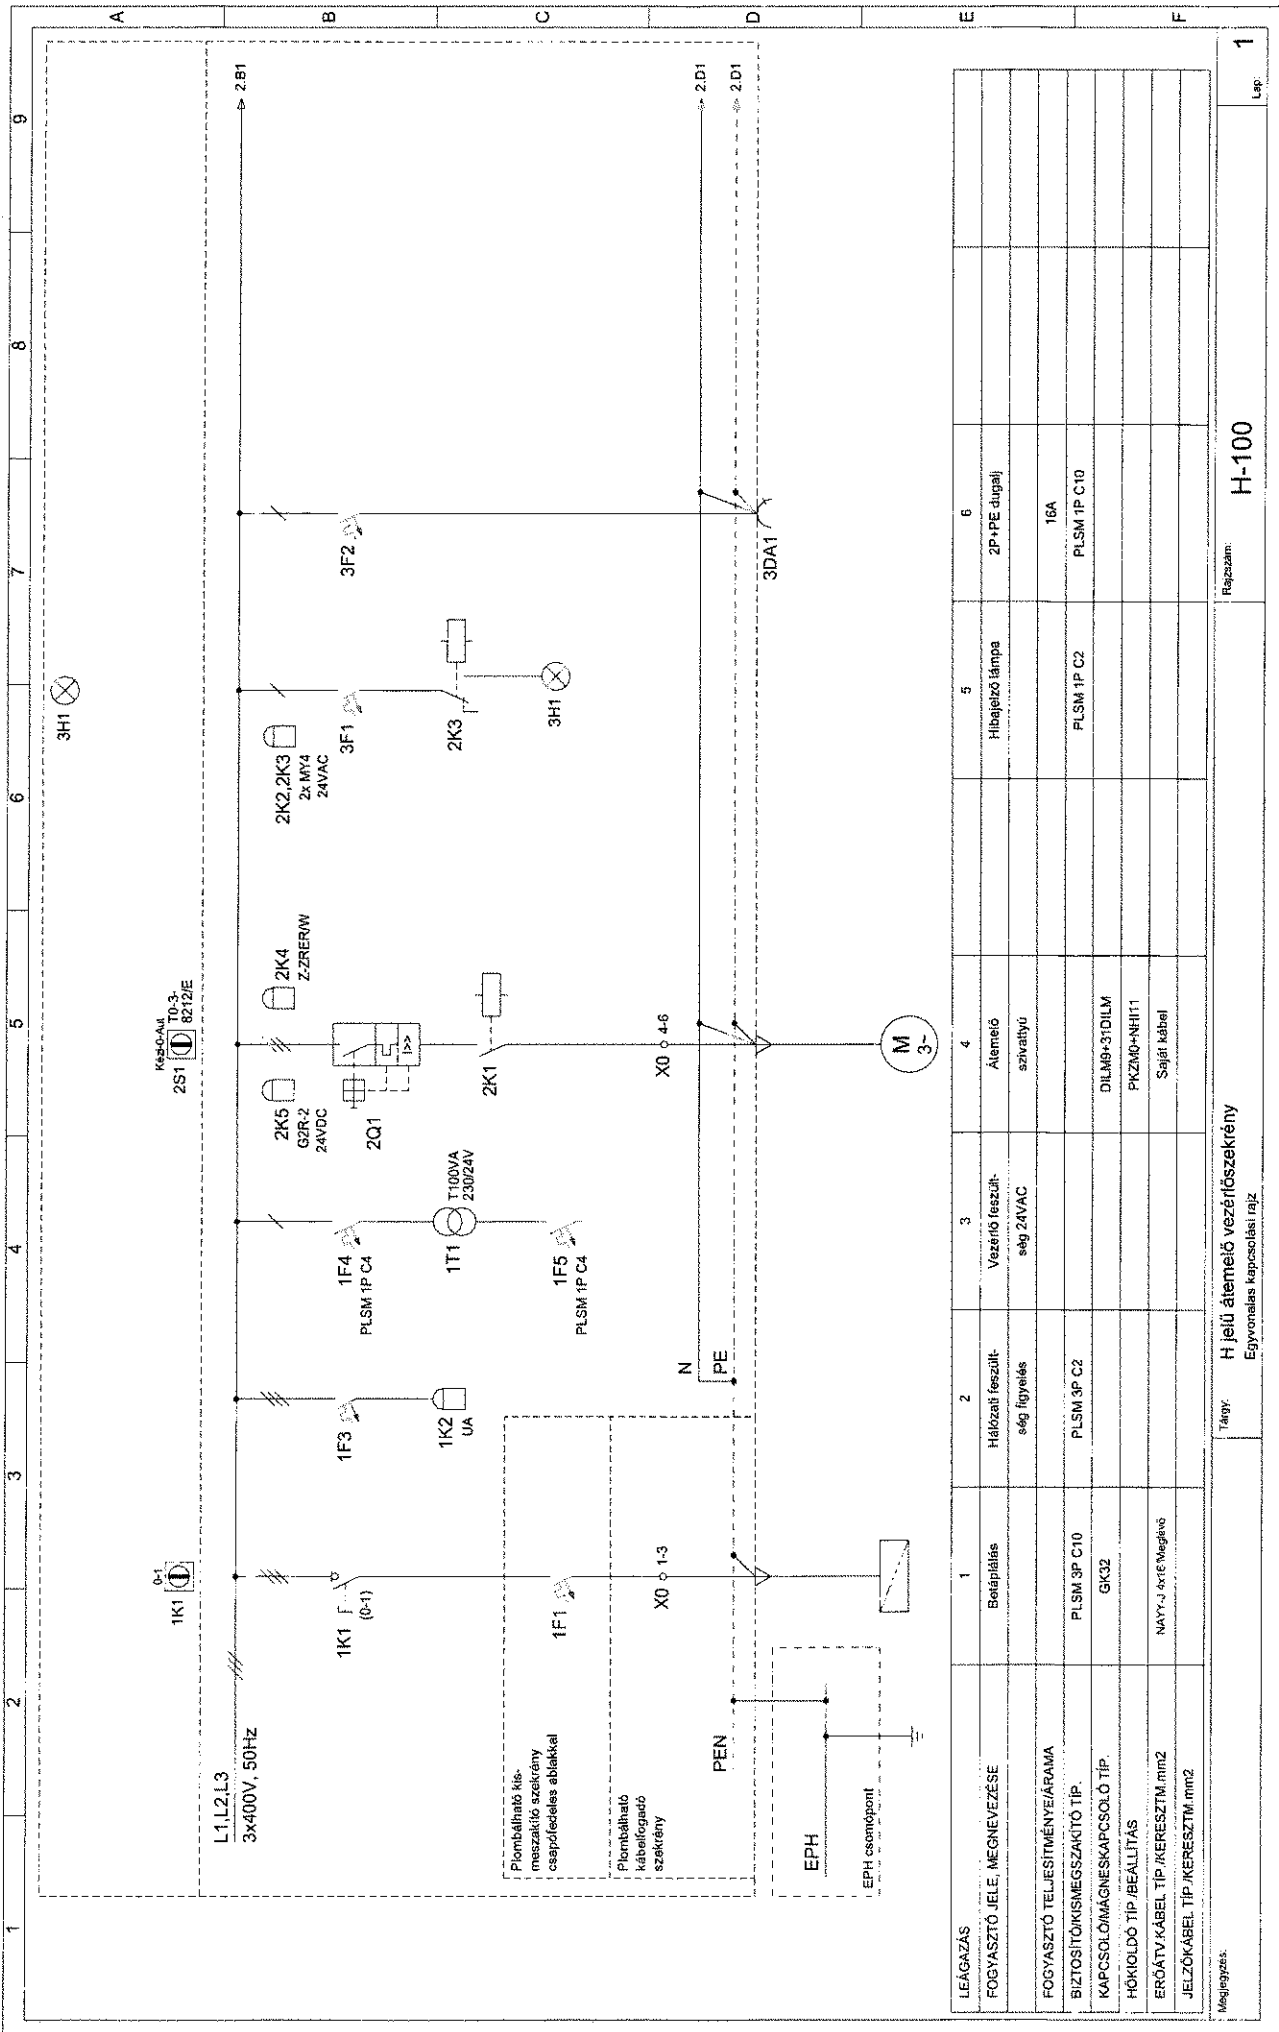 1 2 3 4 5 6 7 8 9
A
B
C
D
E
F
3H1
1K1
0-1
2S1
Kézi-0-Aut
T0-3-
8212/E
L1,L2,L3
3x400V, 50Hz
2.B1
1K1
(0-1)
1F3
1K2
UA
1F4
PLSM 1P C4
1T1
T100VA
230/24V
1F5
PLSM 1P C4
2K5
G2R-2
24VDC
2K4
Z-ZRER/W
2Q1
I>>
2K1
2K2,2K3
2x MY4
24VAC
3F1
2K3
3H1
3F2
Plombálható kis-
meszakító szekrény
csapófedeles ablakkal
1F1
Plombálható
kábelfogadó
szekrény
X0 1-3
X0 4-6
N
PE
2.D1
2.D1
PEN
3DA1
EPH
EPH csomópont
M
3~
LEÁGAZÁS 1 2 3 4 5 6
FOGYASZTÓ JELE, MEGNEVEZÉSE Betáplálás Hálózati feszült- Vezérlő feszült- Átemelő Hibajelző lámpa 2P+PE dugalj
ség figyelés ség 24VAC szivattyú
FOGYASZTÓ TELJESÍTMÉNYE/ÁRAMA 16A
BIZTOSÍTÓ/KISMEGSZAKÍTÓ TÍP. PLSM 3P C10 PLSM 3P C2 PLSM 1P C2 PLSM 1P C10
KAPCSOLÓ/MÁGNESKAPCSOLÓ TÍP. GK32 DILM9+31DILM
HŐKIOLDÓ TÍP./BEÁLLÍTÁS PKZM0+NHI11
ERŐÁTV.KÁBEL TÍP./KERESZTM.mm2 NAYY-J 4x16 Meglévő Saját kábel
JELZŐKÁBEL TÍP./KERESZTM.mm2
Megjegyzés:
Tárgy: H jelű átemelő vezérlőszekrény
Egyvonalas kapcsolási rajz
Rajzszám: H-100
Lap: 1